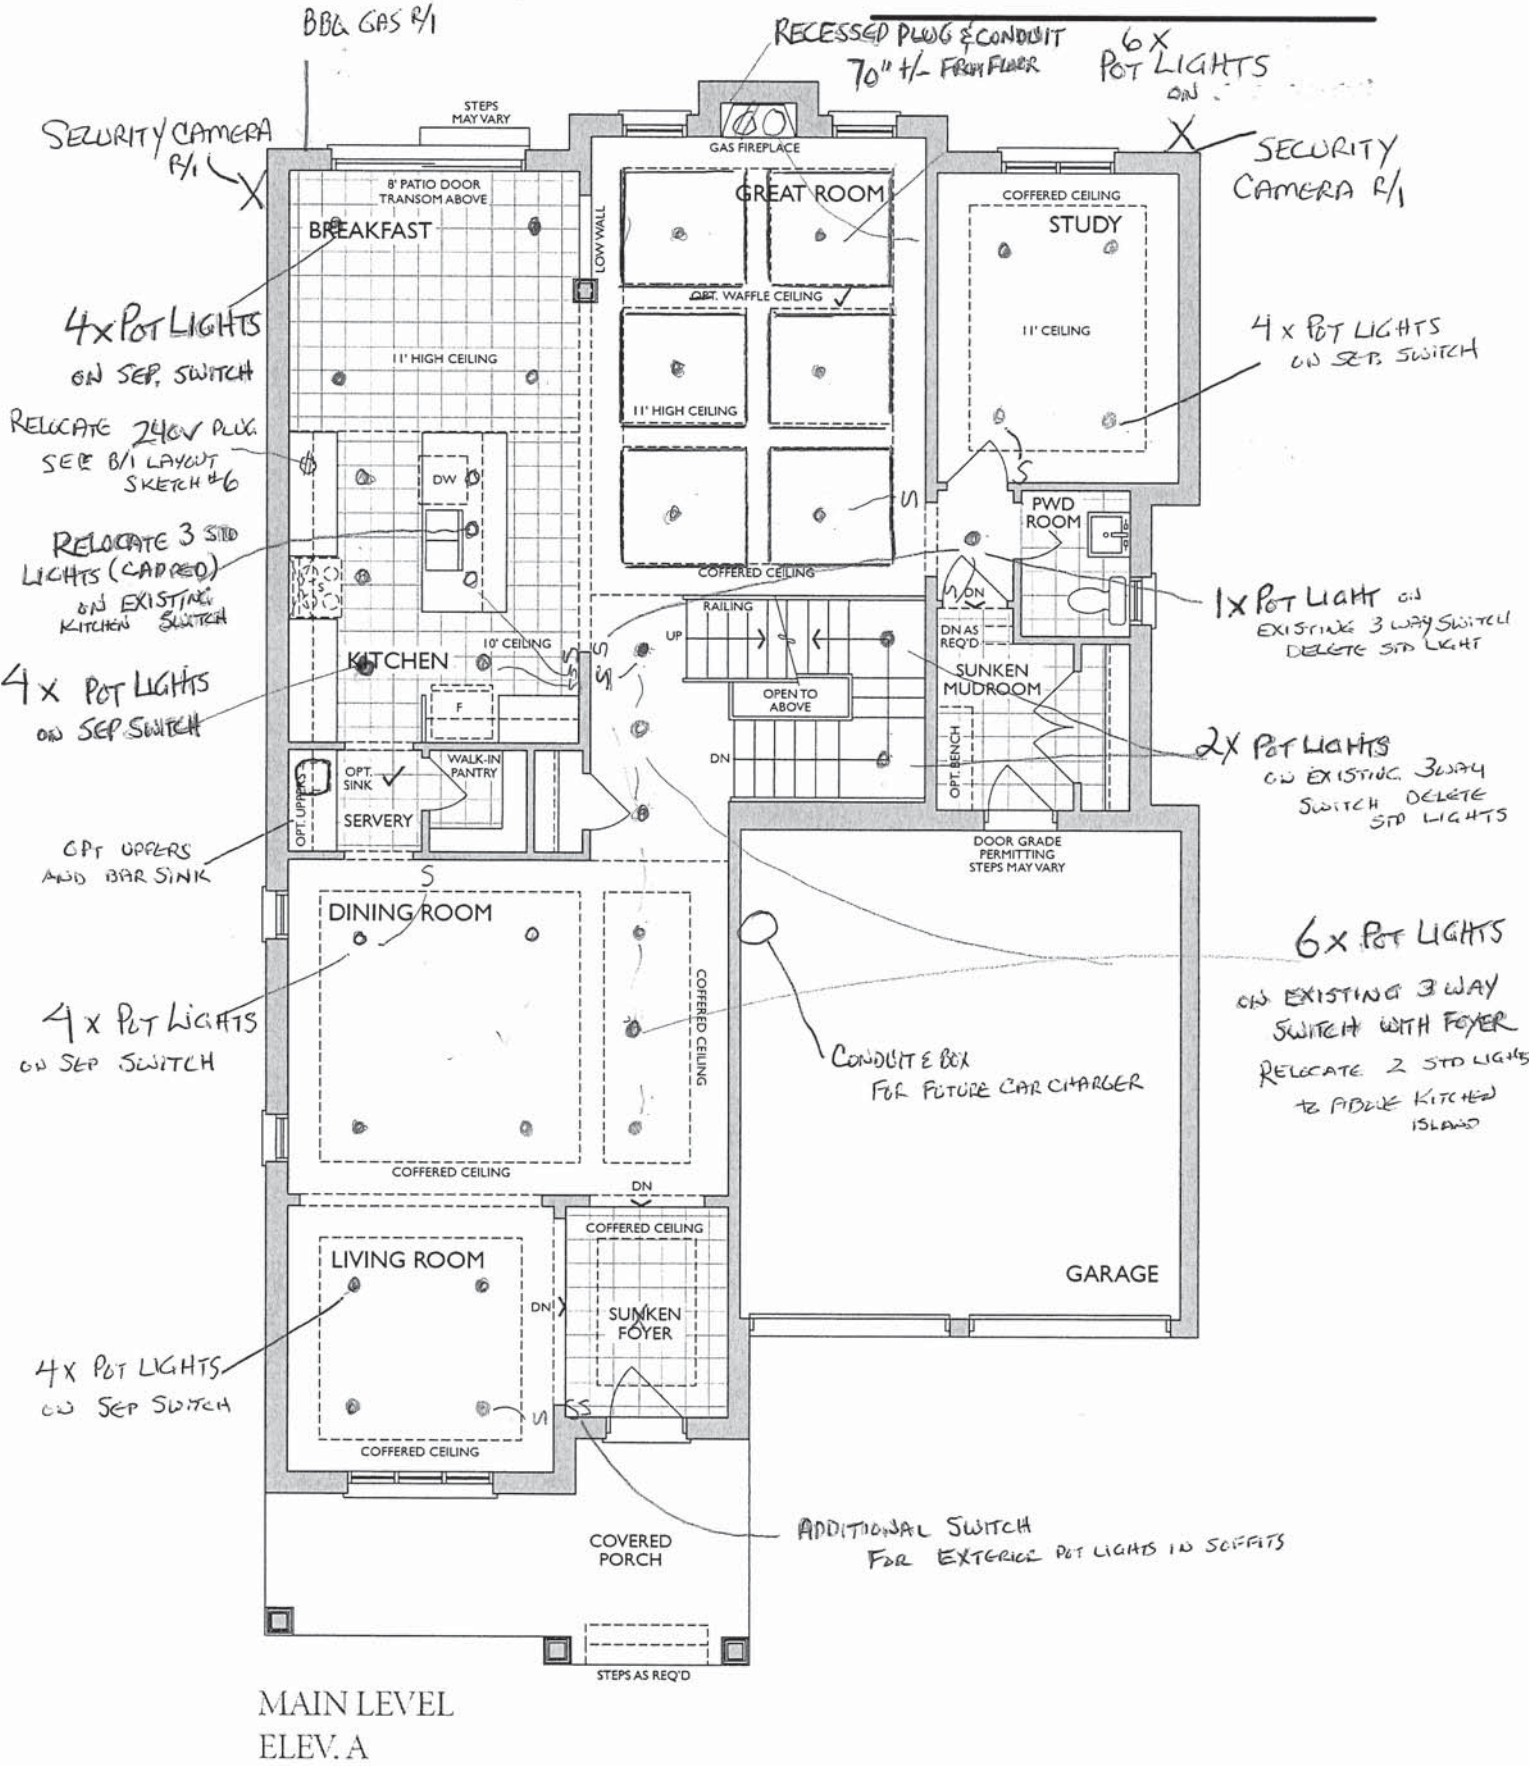 BBQ GAS R/I
RECESSED PLUG & CONDUIT
70" +/- FROM FLOOR
6 X
POT LIGHTS
ON
STEPS
MAY VARY
SECURITY CAMERA
R/I
X
X
SECURITY
CAMERA R/I
GAS FIREPLACE
8' PATIO DOOR
TRANSOM ABOVE
BREAKFAST
LOW WALL
GREAT ROOM
COFFERED CEILING
STUDY
OPT. WAFFLE CEILING ✓
4 x POT LIGHTS
ON SEP. SWITCH
11' HIGH CEILING
11' HIGH CEILING
11' CEILING
4 x POT LIGHTS
ON SEP. SWITCH
RELOCATE 240V PLUG
SEE B/I LAYOUT
SKETCH #6
DW
S
S
PWD
ROOM
RELOCATE 3 STD
LIGHTS (CAPPED)
ON EXISTING
KITCHEN SWITCH
COFFERED CEILING
S
DN
RAILING
UP
DN AS
REQ'D
1 x POT LIGHT ON
EXISTING 3 WAY SWITCH
DELETE STD LIGHT
10' CEILING
KITCHEN
SSS
SS
F
OPEN TO
ABOVE
SUNKEN
MUDROOM
4 x POT LIGHTS
ON SEP SWITCH
DN
OPT. BENCH
2X POT LIGHTS
ON EXISTING 3 WAY
SWITCH DELETE
STD LIGHTS
OPT. UPPERS
OPT.
SINK ✓
WALK-IN
PANTRY
SERVERY
OPT UPPERS
AND BAR SINK
DOOR GRADE
PERMITTING
STEPS MAY VARY
S
DINING ROOM
COFFERED CEILING
6 x POT LIGHTS
ON EXISTING 3 WAY
SWITCH WITH FOYER
RELOCATE 2 STD LIGHTS
TO ABOVE KITCHEN
ISLAND
4 x POT LIGHTS
ON SEP SWITCH
CONDUIT & BOX
FOR FUTURE CAR CHARGER
COFFERED CEILING
DN
COFFERED CEILING
LIVING ROOM
DN
SUNKEN
FOYER
GARAGE
4 x POT LIGHTS
ON SEP SWITCH
S
SS
COFFERED CEILING
ADDITIONAL SWITCH
FOR EXTERIOR POT LIGHTS IN SOFFITS
COVERED
PORCH
STEPS AS REQ'D
MAIN LEVEL
ELEV. A